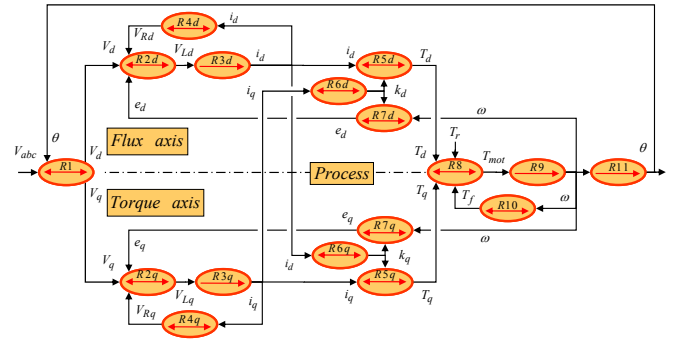 R4d
i_d
V_Rd
V_d
R2d
V_Ld
R3d
i_d
i_d
R5d
T_d
R6d
k_d
i_q
e_d
R7d
ω
e_d
θ
V_abc
R1
V_d
Flux axis
T_r
T_d
R8
T_mot
R9
R11
θ
Process
V_q
Torque axis
T_q
T_f
R10
ω
e_q
R7q
ω
e_q
i_d
R6q
k_q
V_q
R2q
V_Lq
R3q
i_q
i_q
R5q
T_q
V_Rq
R4q